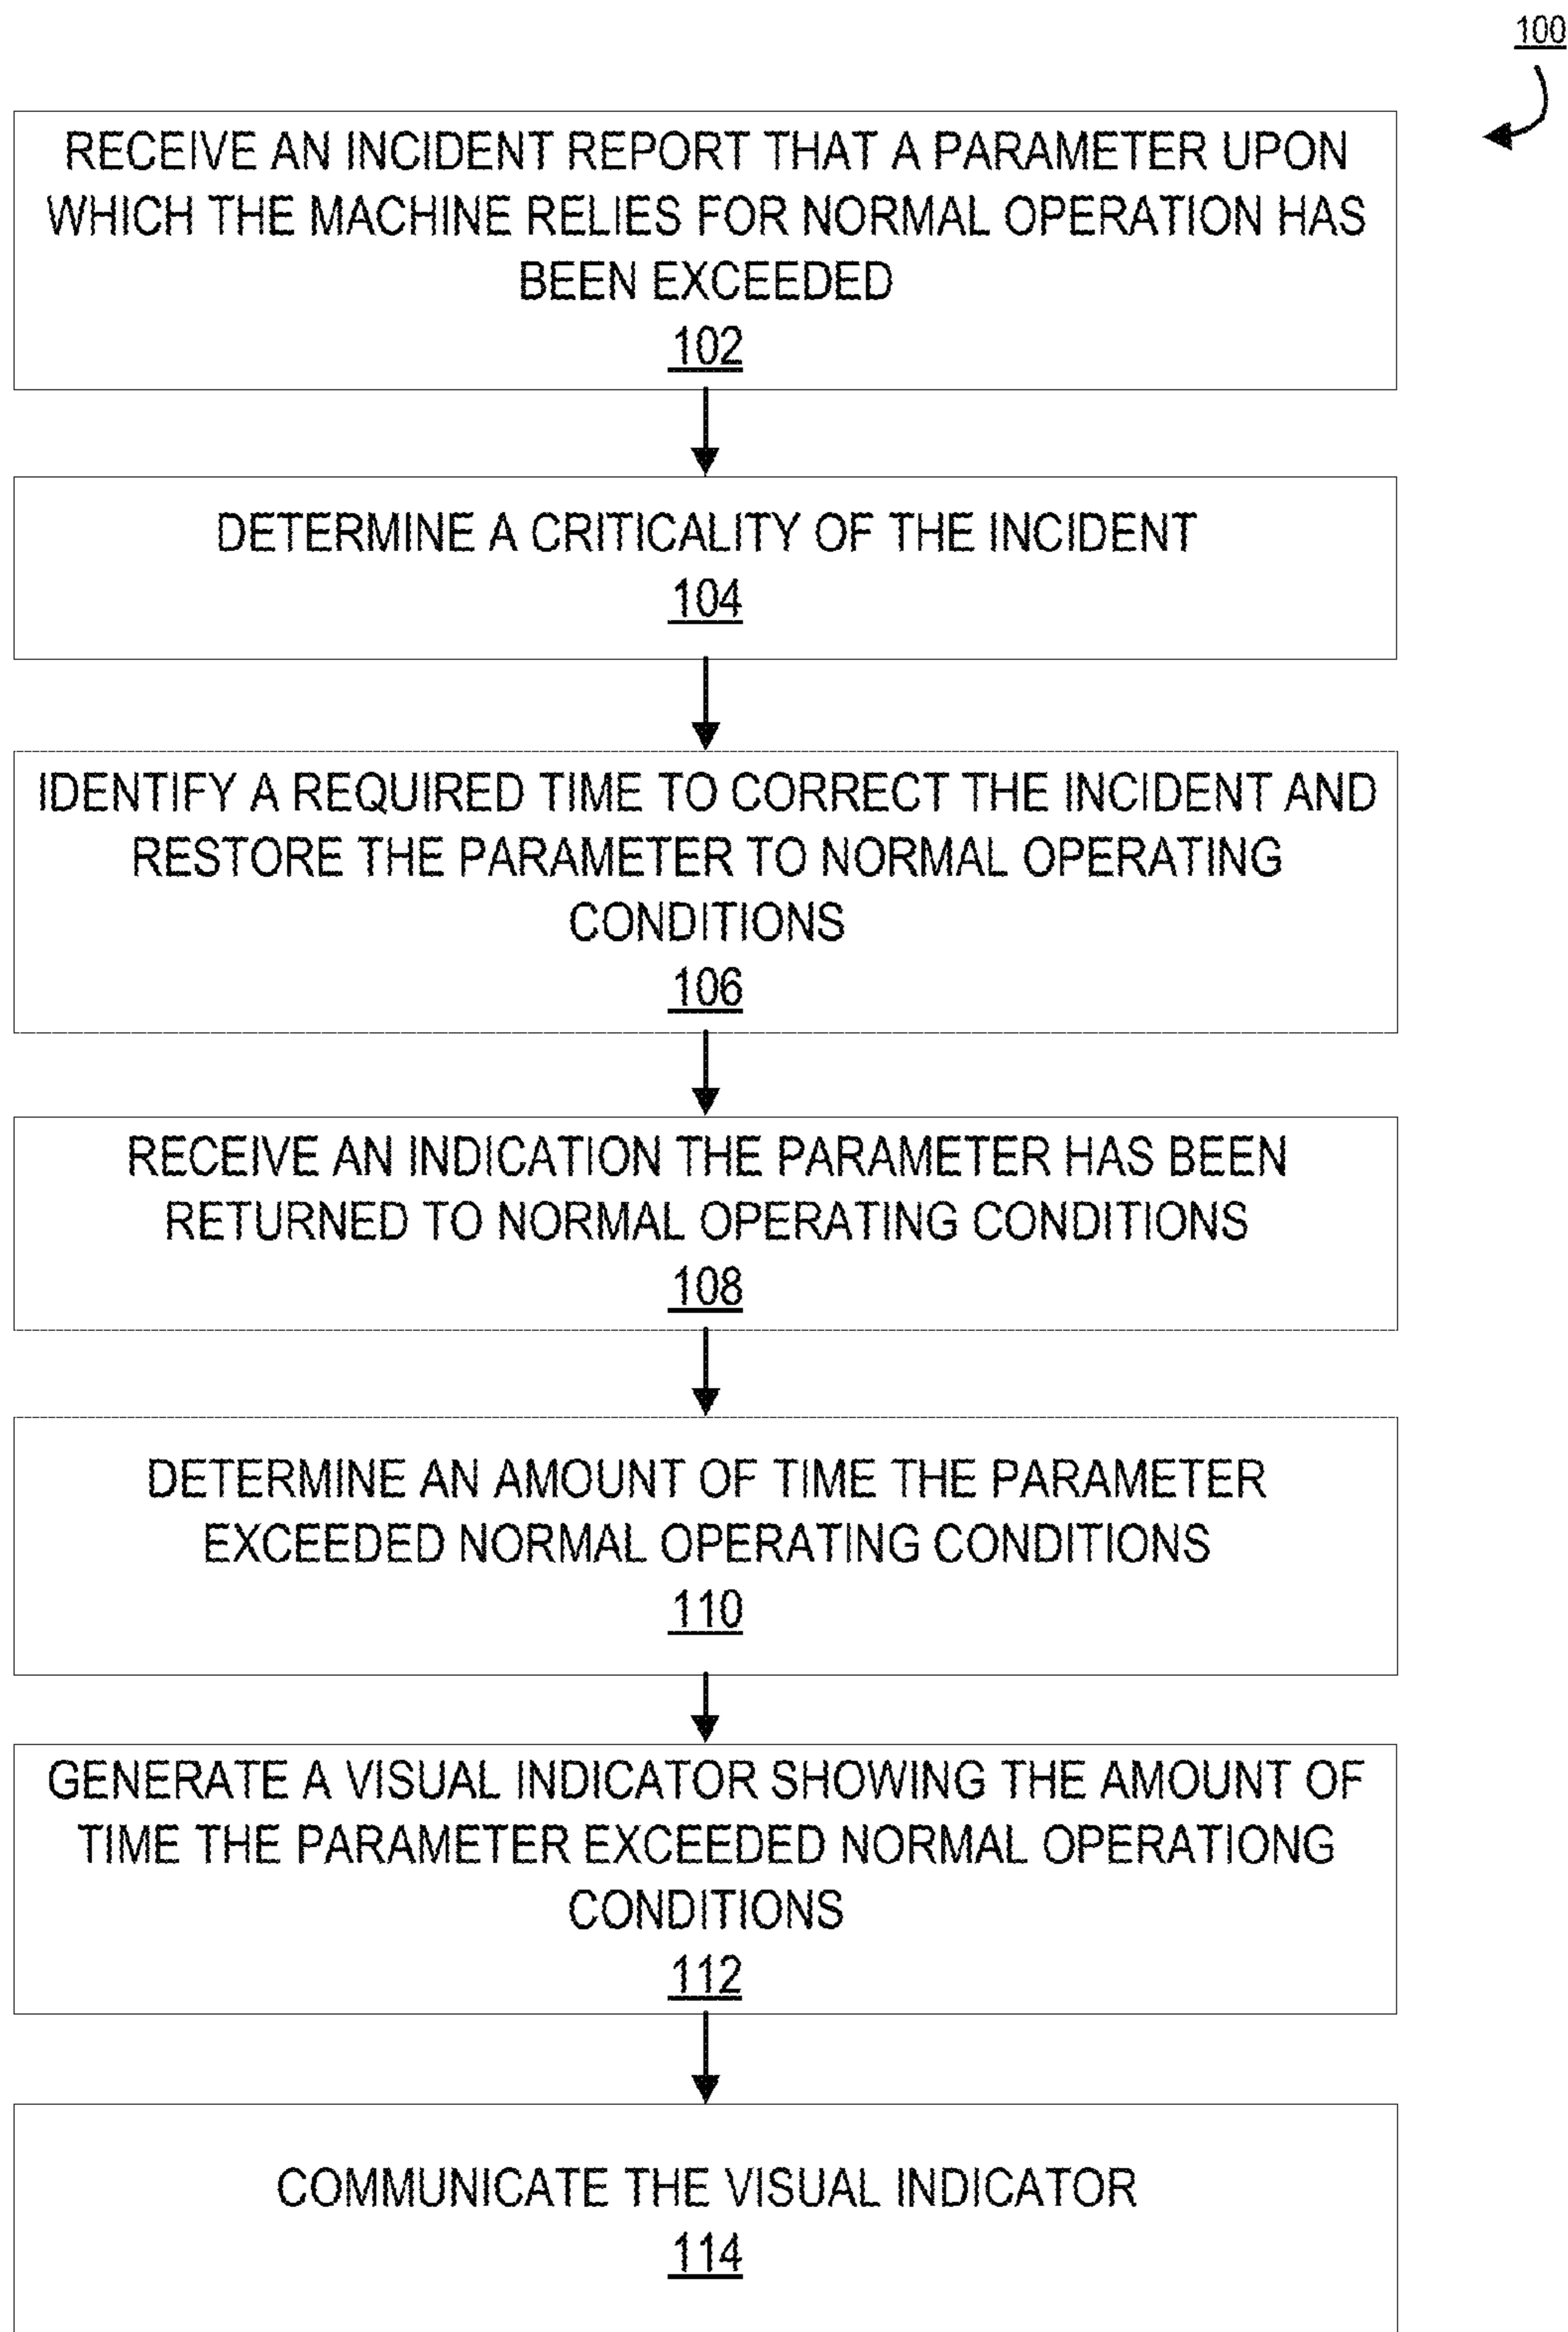 100
RECEIVE AN INCIDENT REPORT THAT A PARAMETER UPON
WHICH THE MACHINE RELIES FOR NORMAL OPERATION HAS
BEEN EXCEEDED
102
DETERMINE A CRITICALITY OF THE INCIDENT
104
IDENTIFY A REQUIRED TIME TO CORRECT THE INCIDENT AND
RESTORE THE PARAMETER TO NORMAL OPERATING
CONDITIONS
106
RECEIVE AN INDICATION THE PARAMETER HAS BEEN
RETURNED TO NORMAL OPERATING CONDITIONS
108
DETERMINE AN AMOUNT OF TIME THE PARAMETER
EXCEEDED NORMAL OPERATING CONDITIONS
110
GENERATE A VISUAL INDICATOR SHOWING THE AMOUNT OF
TIME THE PARAMETER EXCEEDED NORMAL OPERATIONG
CONDITIONS
112
COMMUNICATE THE VISUAL INDICATOR
114